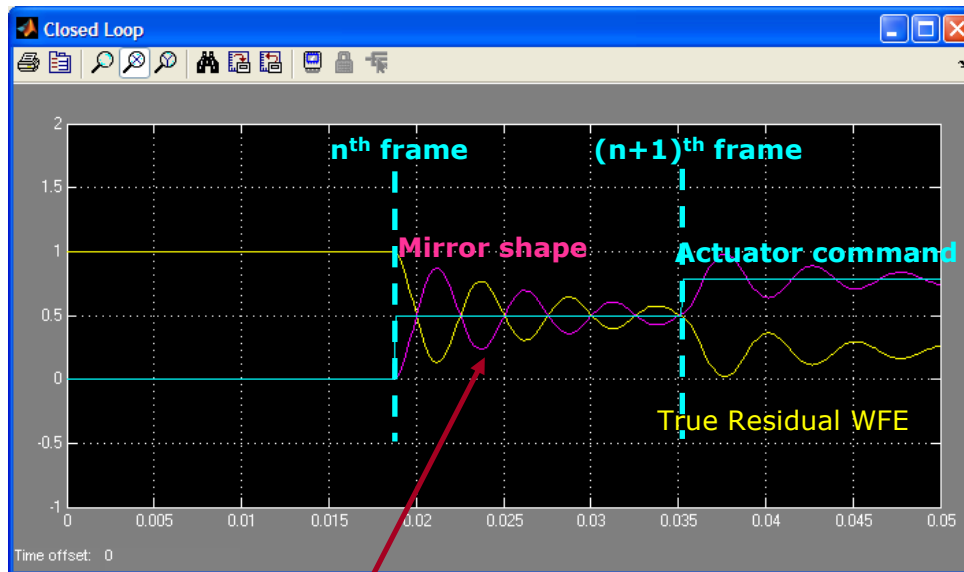 Closed Loop
2
nᵗʰ frame (n+1)ᵗʰ frame
1.5
1 Mirror shape Actuator command
0.5
0
True Residual WFE
-0.5
-1
0 0.005 0.01 0.015 0.02 0.025 0.03 0.035 0.04 0.045 0.05
Time offset: 0